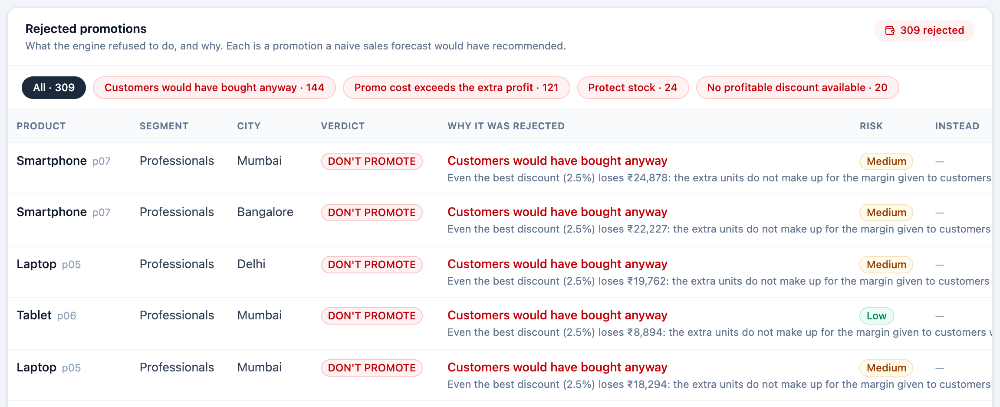 Rejected promotions
309 rejected
What the engine refused to do, and why. Each is a promotion a naive sales forecast would have recommended.
All · 309 Customers would have bought anyway · 144 Promo cost exceeds the extra profit · 121 Protect stock · 24 No profitable discount available · 20
PRODUCT SEGMENT CITY VERDICT WHY IT WAS REJECTED RISK INSTEAD
Smartphone p07 Professionals Mumbai DON'T PROMOTE Customers would have bought anyway Medium —
Even the best discount (2.5%) loses ₹24,878: the extra units do not make up for the margin given to customers
Smartphone p07 Professionals Bangalore DON'T PROMOTE Customers would have bought anyway Medium —
Even the best discount (2.5%) loses ₹22,227: the extra units do not make up for the margin given to customers
Laptop p05 Professionals Delhi DON'T PROMOTE Customers would have bought anyway Medium —
Even the best discount (2.5%) loses ₹19,762: the extra units do not make up for the margin given to customers
Tablet p06 Professionals Mumbai DON'T PROMOTE Customers would have bought anyway Low —
Even the best discount (2.5%) loses ₹8,894: the extra units do not make up for the margin given to customers
Laptop p05 Professionals Mumbai DON'T PROMOTE Customers would have bought anyway Medium —
Even the best discount (2.5%) loses ₹18,294: the extra units do not make up for the margin given to customers